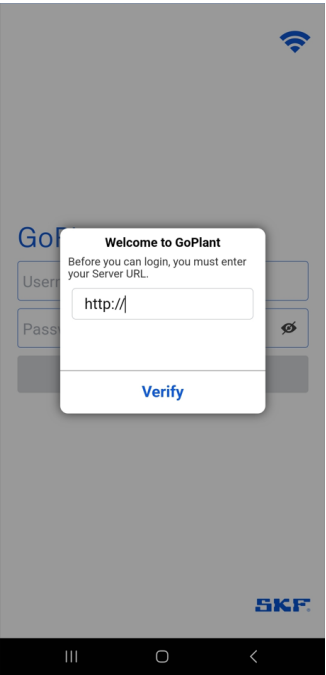 Welcome to GoPlant
Before you can login, you must enter
your Server URL.
http://
Verify
SKF